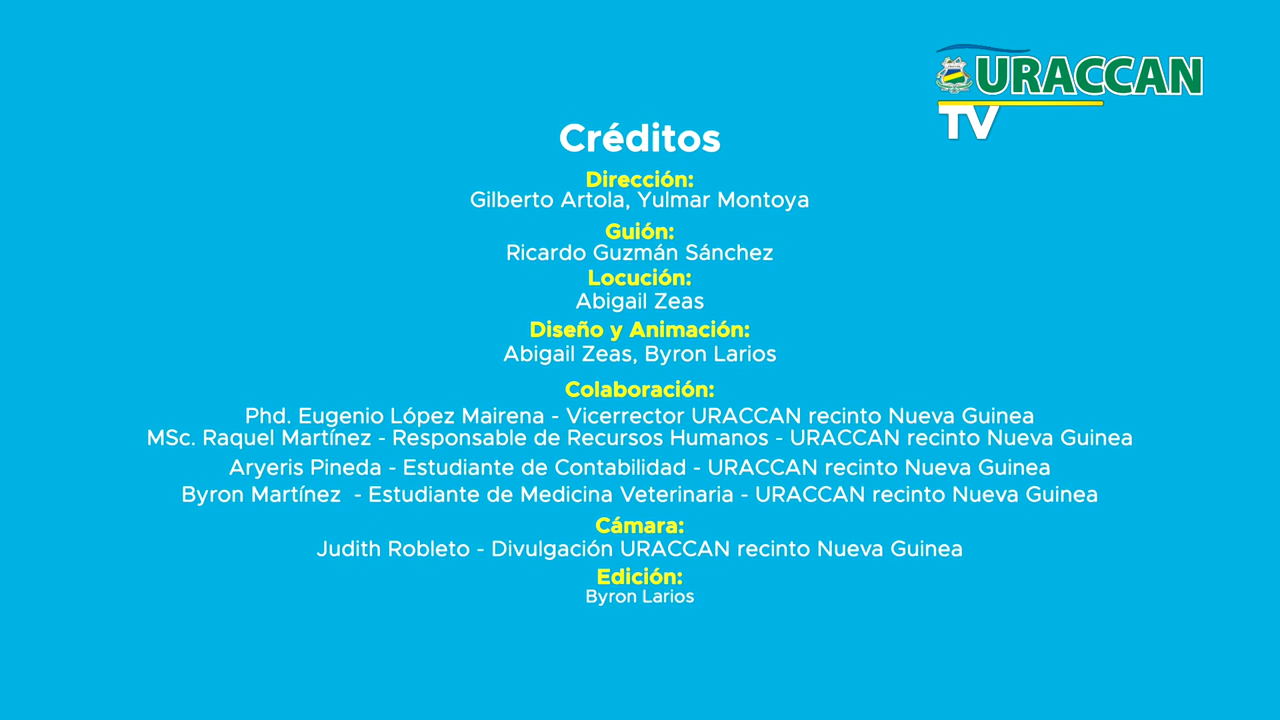 URACCAN
TV
Créditos
Dirección:
Gilberto Artola, Yulmar Montoya
Guión:
Ricardo Guzmán Sánchez
Locución:
Abigail Zeas
Diseño y Animación:
Abigail Zeas, Byron Larios
Colaboración:
Phd. Eugenio López Mairena - Vicerrector URACCAN recinto Nueva Guinea
MSc. Raquel Martínez - Responsable de Recursos Humanos - URACCAN recinto Nueva Guinea
Aryeris Pineda - Estudiante de Contabilidad - URACCAN recinto Nueva Guinea
Byron Martínez  - Estudiante de Medicina Veterinaria - URACCAN recinto Nueva Guinea
Cámara:
Judith Robleto - Divulgación URACCAN recinto Nueva Guinea
Edición:
Byron Larios